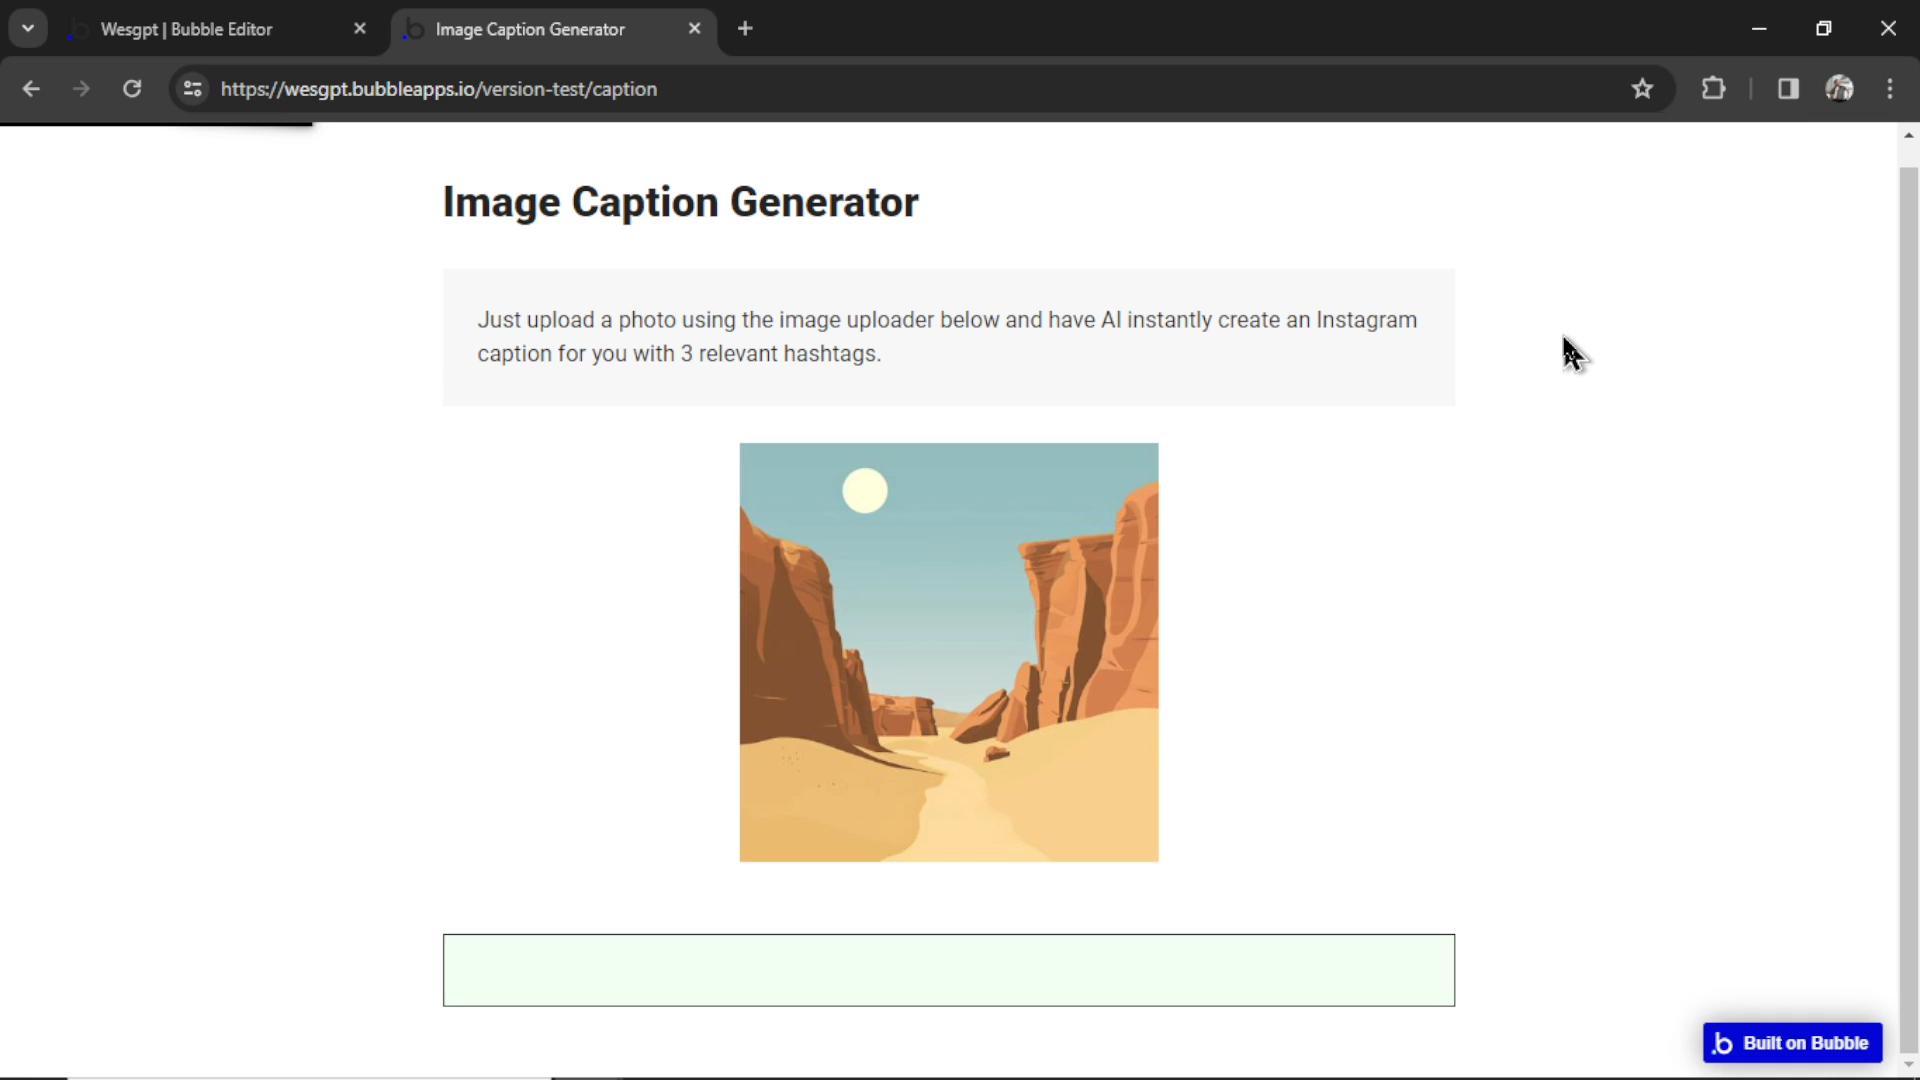 Wesgpt | Bubble Editor
Image Caption Generator
https://wesgpt.bubbleapps.io/version-test/caption
Image Caption Generator
Just upload a photo using the image uploader below and have AI instantly create an Instagram
caption for you with 3 relevant hashtags.
.b Built on Bubble